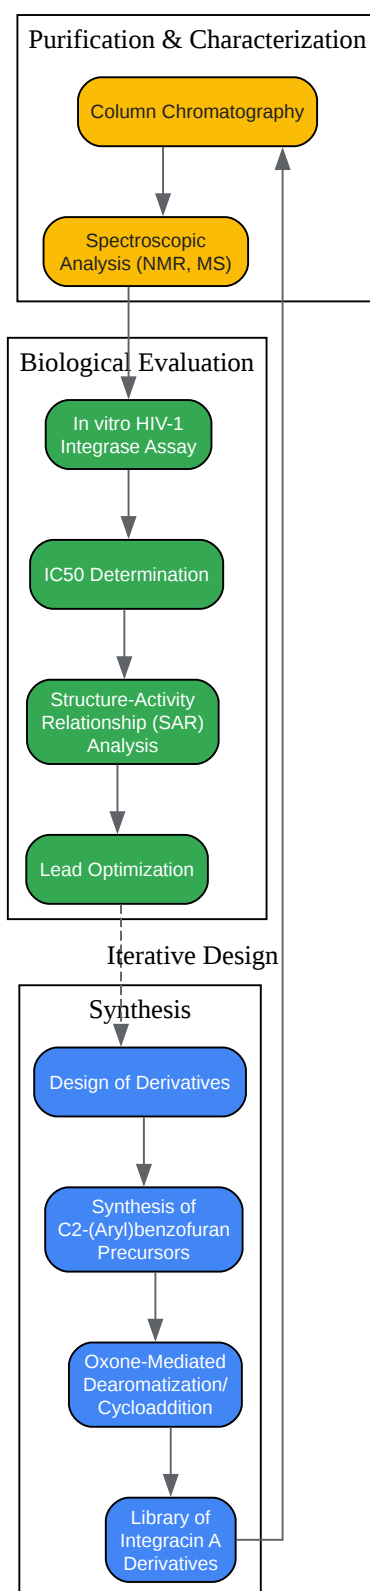 Purification & Characterization
Column Chromatography
Spectroscopic
Analysis (NMR, MS)
Biological Evaluation
In vitro HIV-1
Integrase Assay
IC50 Determination
Structure-Activity
Relationship (SAR)
Analysis
Lead Optimization
Iterative Design
Synthesis
Design of Derivatives
Synthesis of
C2-(Aryl)benzofuran
Precursors
Oxone-Mediated
Dearomatization/
Cycloaddition
Library of
Integracin A
Derivatives